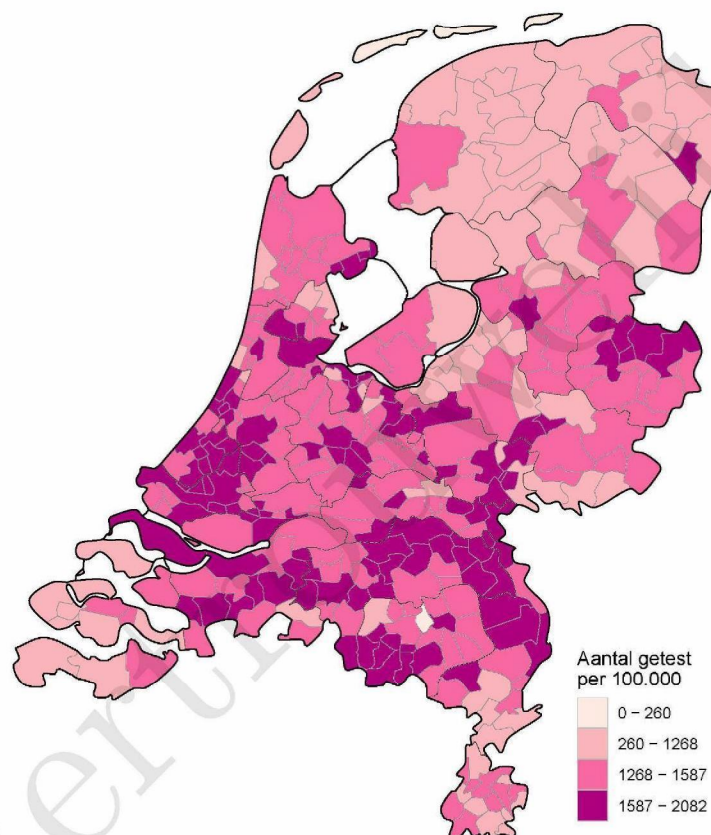 Aantal getest
per 100.000
0 – 260
260 – 1268
1268 – 1587
1587 – 2082